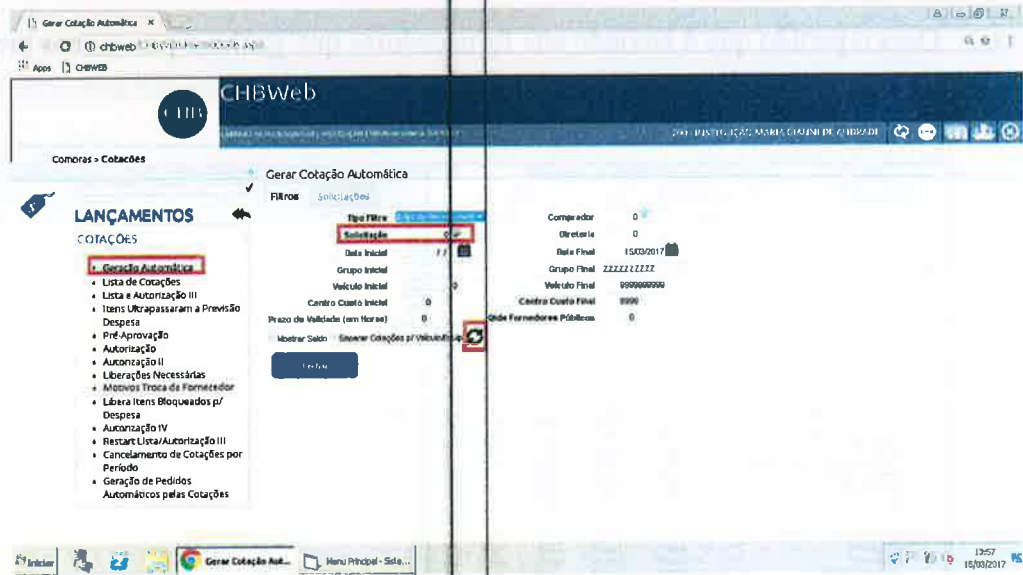 Gerar Cotação Automática
chbweb
Apps CHBWEB
CHB
CHBWeb
Compras > Cotações
Gerar Cotação Automática
Filtros Solicitações
LANÇAMENTOS
COTAÇÕES
Geração Automática
Lista de Cotações
Lista e Autorização III
Itens Ultrapassaram a Previsão
Despesa
Pré-Aprovação
Autorização
Autorização II
Liberações Necessárias
Motivos Troca de Fornecedor
Libera Itens Bloqueados p/
Despesa
Autorização IV
Restart Lista/Autorização III
Cancelamento de Cotações por
Período
Geração de Pedidos
Automáticos pelas Cotações
Tipo Filtro
Comprador 0
Solicitação 0
Diretoria 0
Data Inicial / /
Data Final 15/03/2017
Grupo Inicial
Grupo Final ZZZZZZZZZZ
Veículo Inicial 0
Veículo Final 9999999999
Centro Custo Inicial 0
Centro Custo Final 9999
Prazo de Validade (em Horas) 0
Qtde Fornecedores Públicos 0
Mostrar Saldo
Cotações p/ Veículo/Equip
Iniciar
Gerar Cotação Aut...
Menu Principal - Siste...
13:57
15/03/2017